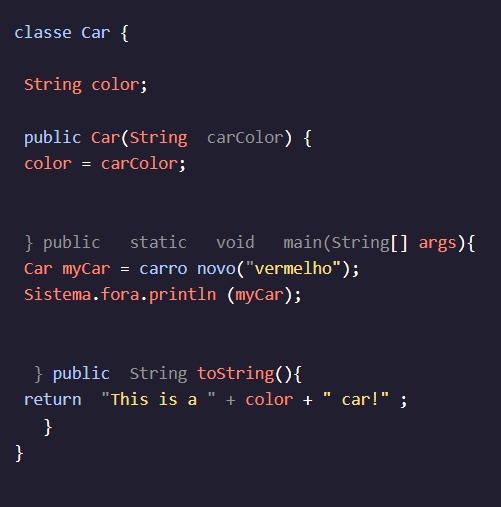 classe Car {
String color;
public Car(String carColor) {
color = carColor;
} public static void main(String[] args){
Car myCar = carro novo("vermelho");
Sistema.fora.println (myCar);
} public String toString(){
return "This is a " + color + " car!" ;
}
}